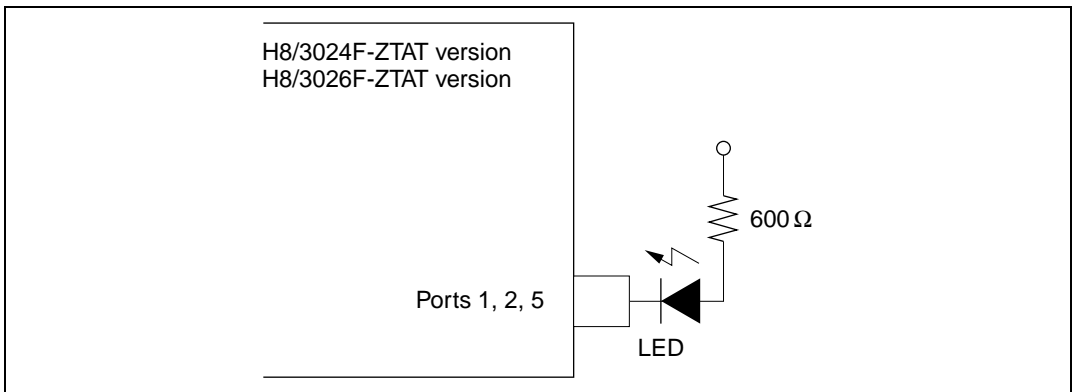 H8/3024F-ZTAT version
H8/3026F-ZTAT version
600 Ω
Ports 1, 2, 5
LED